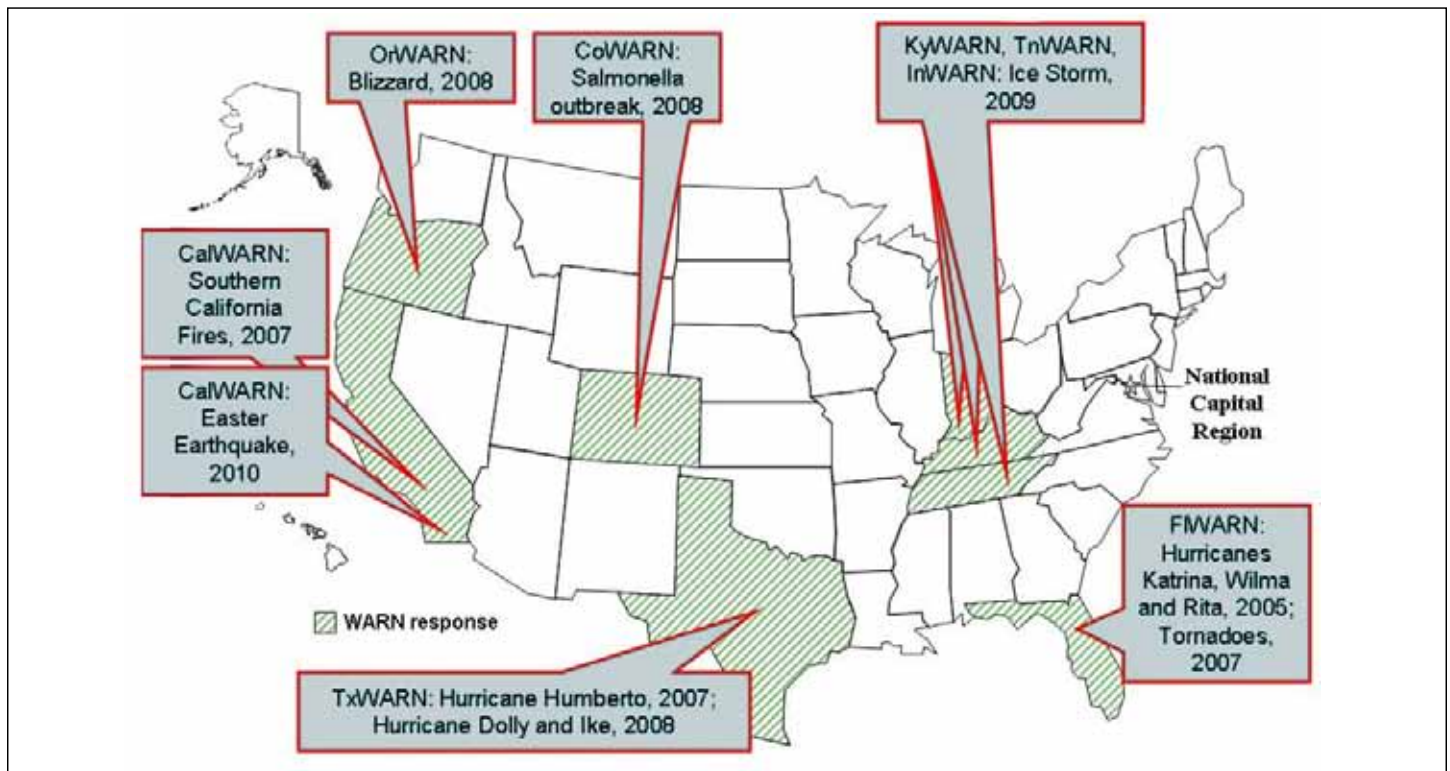 OrWARN:
Blizzard, 2008
CoWARN:
Salmonella
outbreak, 2008
KyWARN, TnWARN,
InWARN: Ice Storm,
2009
CalWARN:
Southern
California
Fires, 2007
CalWARN:
Easter
Earthquake,
2010
National
Capital
Region
FlWARN:
Hurricanes
Katrina, Wilma
and Rita, 2005;
Tornadoes,
2007
WARN response
TxWARN: Hurricane Humberto, 2007;
Hurricane Dolly and Ike, 2008